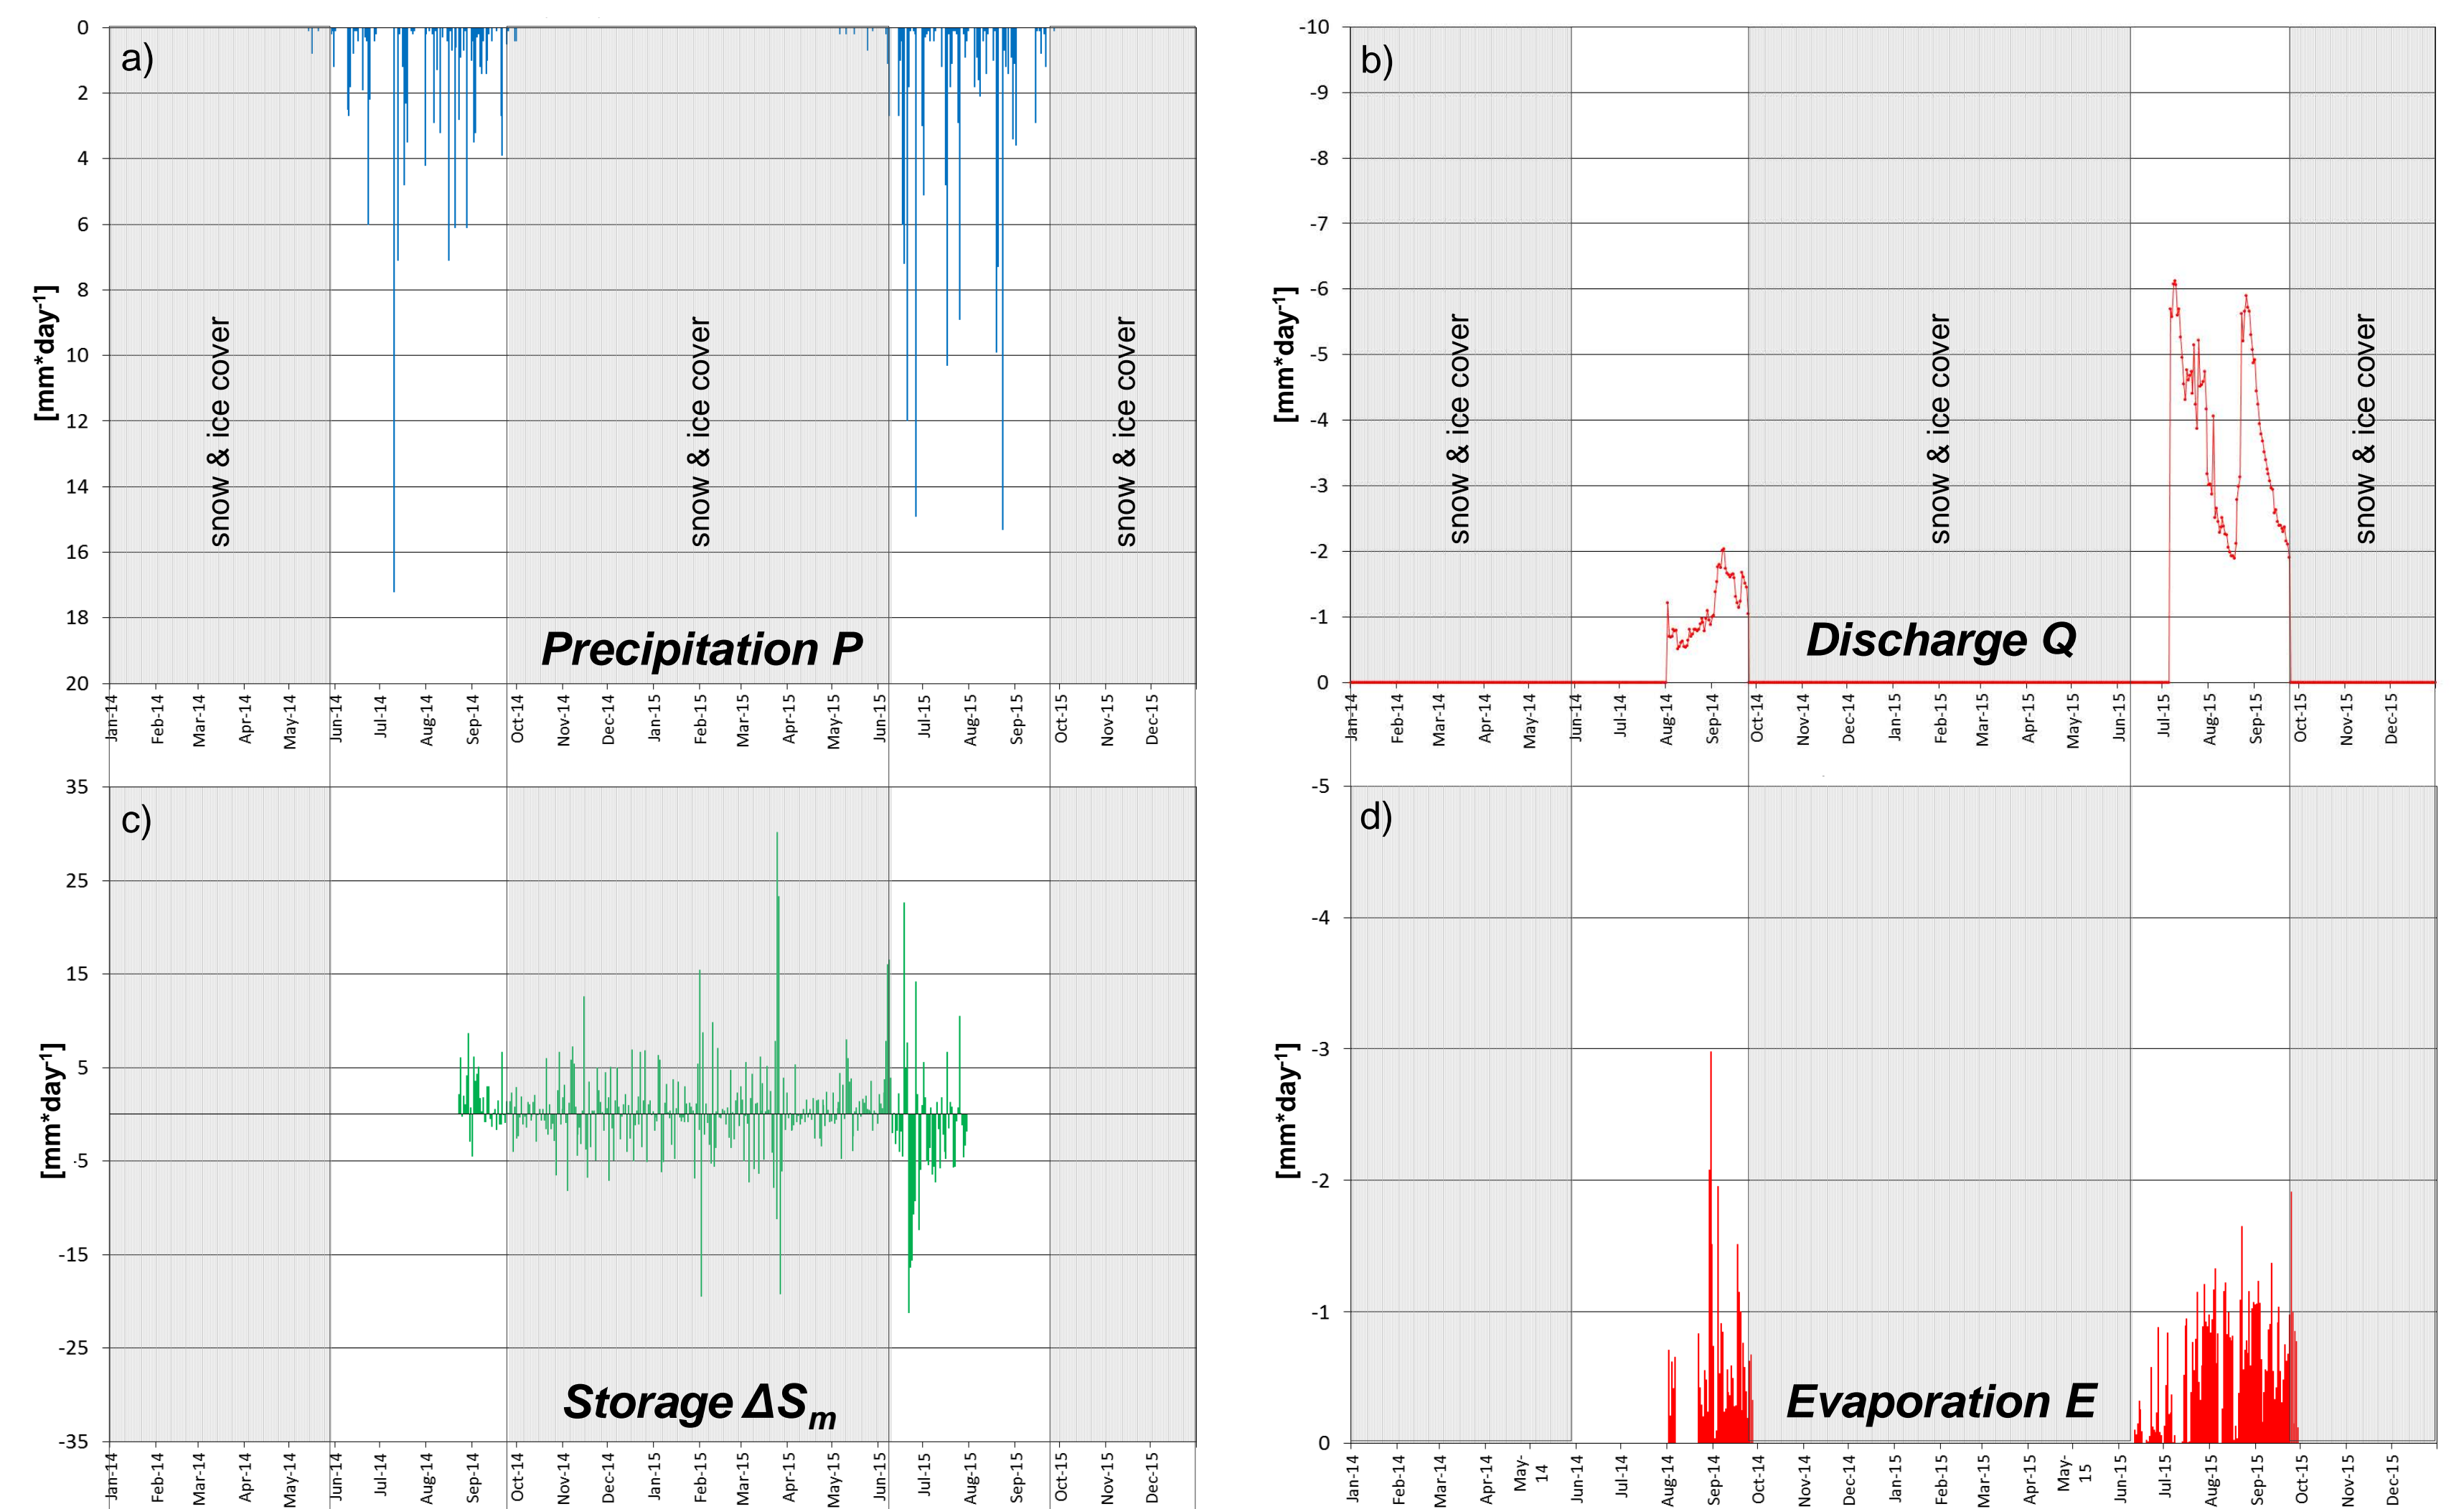 a)
0
2
4
6
8
10
12
14
16
18
20
[mm*day-1]
snow & ice cover
snow & ice cover
snow & ice cover
Precipitation P
Jan-14 Feb-14 Mar-14 Apr-14 May-14 Jun-14 Jul-14 Aug-14 Sep-14 Oct-14 Nov-14 Dec-14 Jan-15 Feb-15 Mar-15 Apr-15 May-15 Jun-15 Jul-15 Aug-15 Sep-15 Oct-15 Nov-15 Dec-15
b)
-10
-9
-8
-7
-6
-5
-4
-3
-2
-1
0
[mm*day-1]
snow & ice cover
snow & ice cover
snow & ice cover
Discharge Q
Jan-14 Feb-14 Mar-14 Apr-14 May-14 Jun-14 Jul-14 Aug-14 Sep-14 Oct-14 Nov-14 Dec-14 Jan-15 Feb-15 Mar-15 Apr-15 May-15 Jun-15 Jul-15 Aug-15 Sep-15 Oct-15 Nov-15 Dec-15
c)
35
25
15
5
-5
-15
-25
-35
[mm*day-1]
Storage ΔSm
Jan-14 Feb-14 Mar-14 Apr-14 May-14 Jun-14 Jul-14 Aug-14 Sep-14 Oct-14 Nov-14 Dec-14 Jan-15 Feb-15 Mar-15 Apr-15 May-15 Jun-15 Jul-15 Aug-15 Sep-15 Oct-15 Nov-15 Dec-15
d)
-5
-4
-3
-2
-1
0
[mm*day-1]
Evaporation E
Jan-14 Feb-14 Mar-14 Apr-14 May-14 Jun-14 Jul-14 Aug-14 Sep-14 Oct-14 Nov-14 Dec-14 Jan-15 Feb-15 Mar-15 Apr-15 May-15 Jun-15 Jul-15 Aug-15 Sep-15 Oct-15 Nov-15 Dec-15